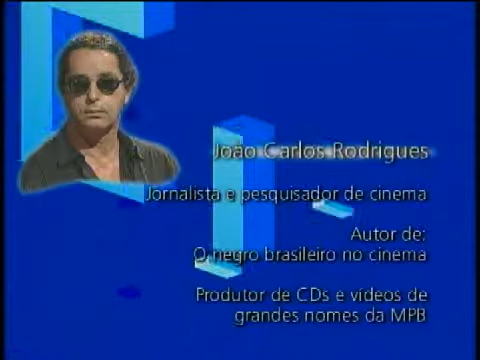 João Carlos Rodrigues
Jornalista e pesquisador de cinema
Autor de:
O negro brasileiro no cinema
Produtor de CDs e vídeos de
grandes nomes da MPB